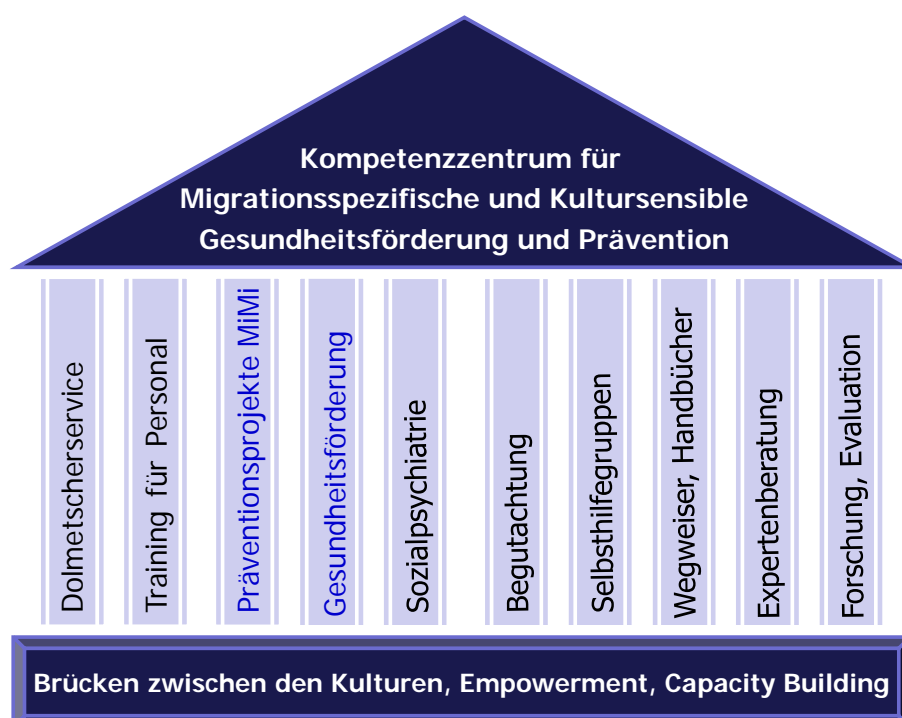 Kompetenzzentrum für
Migrationsspezifische und Kultursensible
Gesundheitsförderung und Prävention
Dolmetscherservice
Training für Personal
Präventionsprojekte MiMi
Gesundheitsförderung
Sozialpsychiatrie
Begutachtung
Selbsthilfegruppen
Wegweiser, Handbücher
Expertenberatung
Forschung, Evaluation
Brücken zwischen den Kulturen, Empowerment, Capacity Building